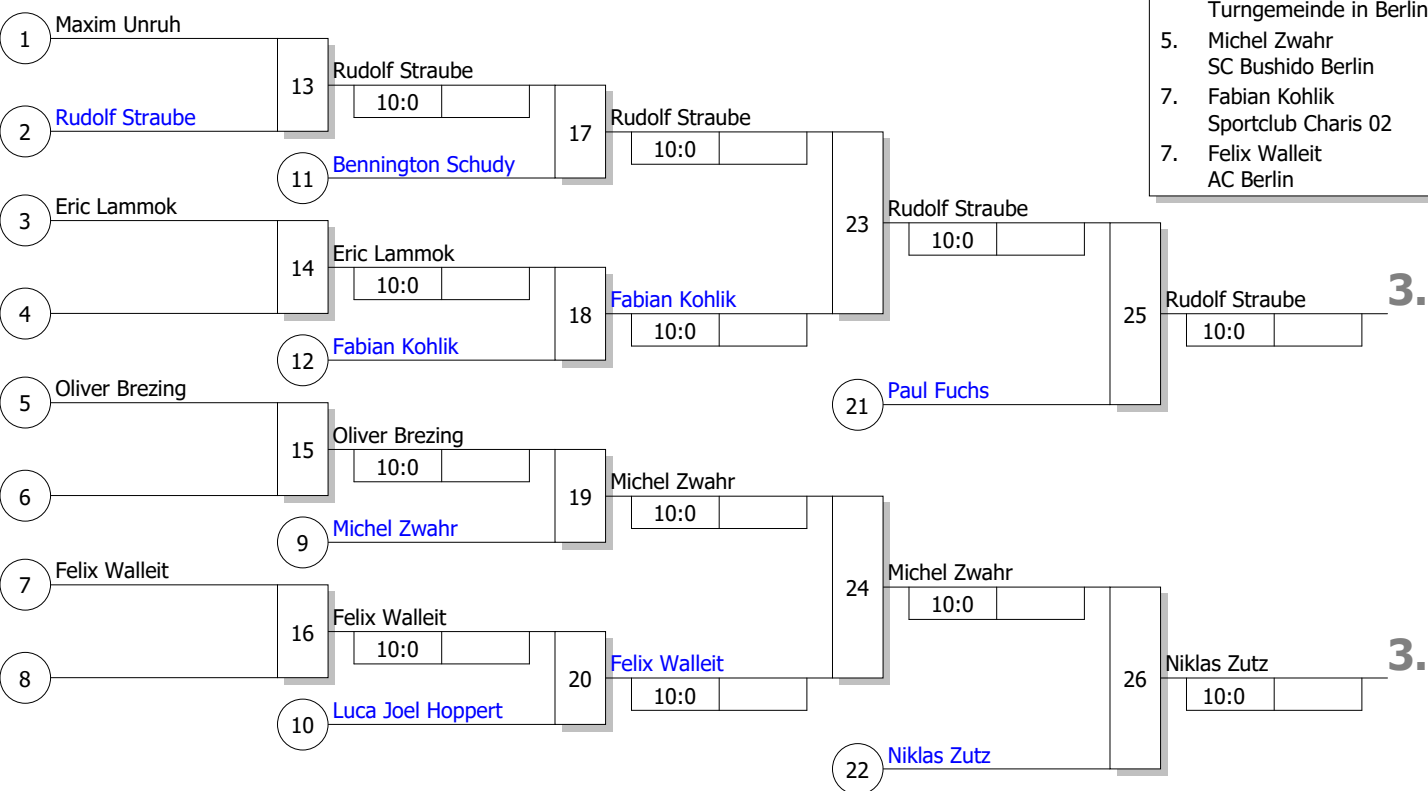 Turngemeinde in Berlin
5. Michel Zwahr
SC Bushido Berlin
7. Fabian Kohlik
Sportclub Charis 02
7. Felix Walleit
AC Berlin
1 Maxim Unruh
13 Rudolf Straube
10:0
2 Rudolf Straube
17 Rudolf Straube
10:0
11 Bennington Schudy
23 Rudolf Straube
10:0
3 Eric Lammok
14 Eric Lammok
10:0
4
18 Fabian Kohlik
10:0
12 Fabian Kohlik
25 Rudolf Straube 3.
10:0
21 Paul Fuchs
5 Oliver Brezing
15 Oliver Brezing
10:0
6
19 Michel Zwahr
10:0
9 Michel Zwahr
24 Michel Zwahr
10:0
7 Felix Walleit
16 Felix Walleit
10:0
8
20 Felix Walleit
10:0
10 Luca Joel Hoppert
26 Niklas Zutz 3.
10:0
22 Niklas Zutz